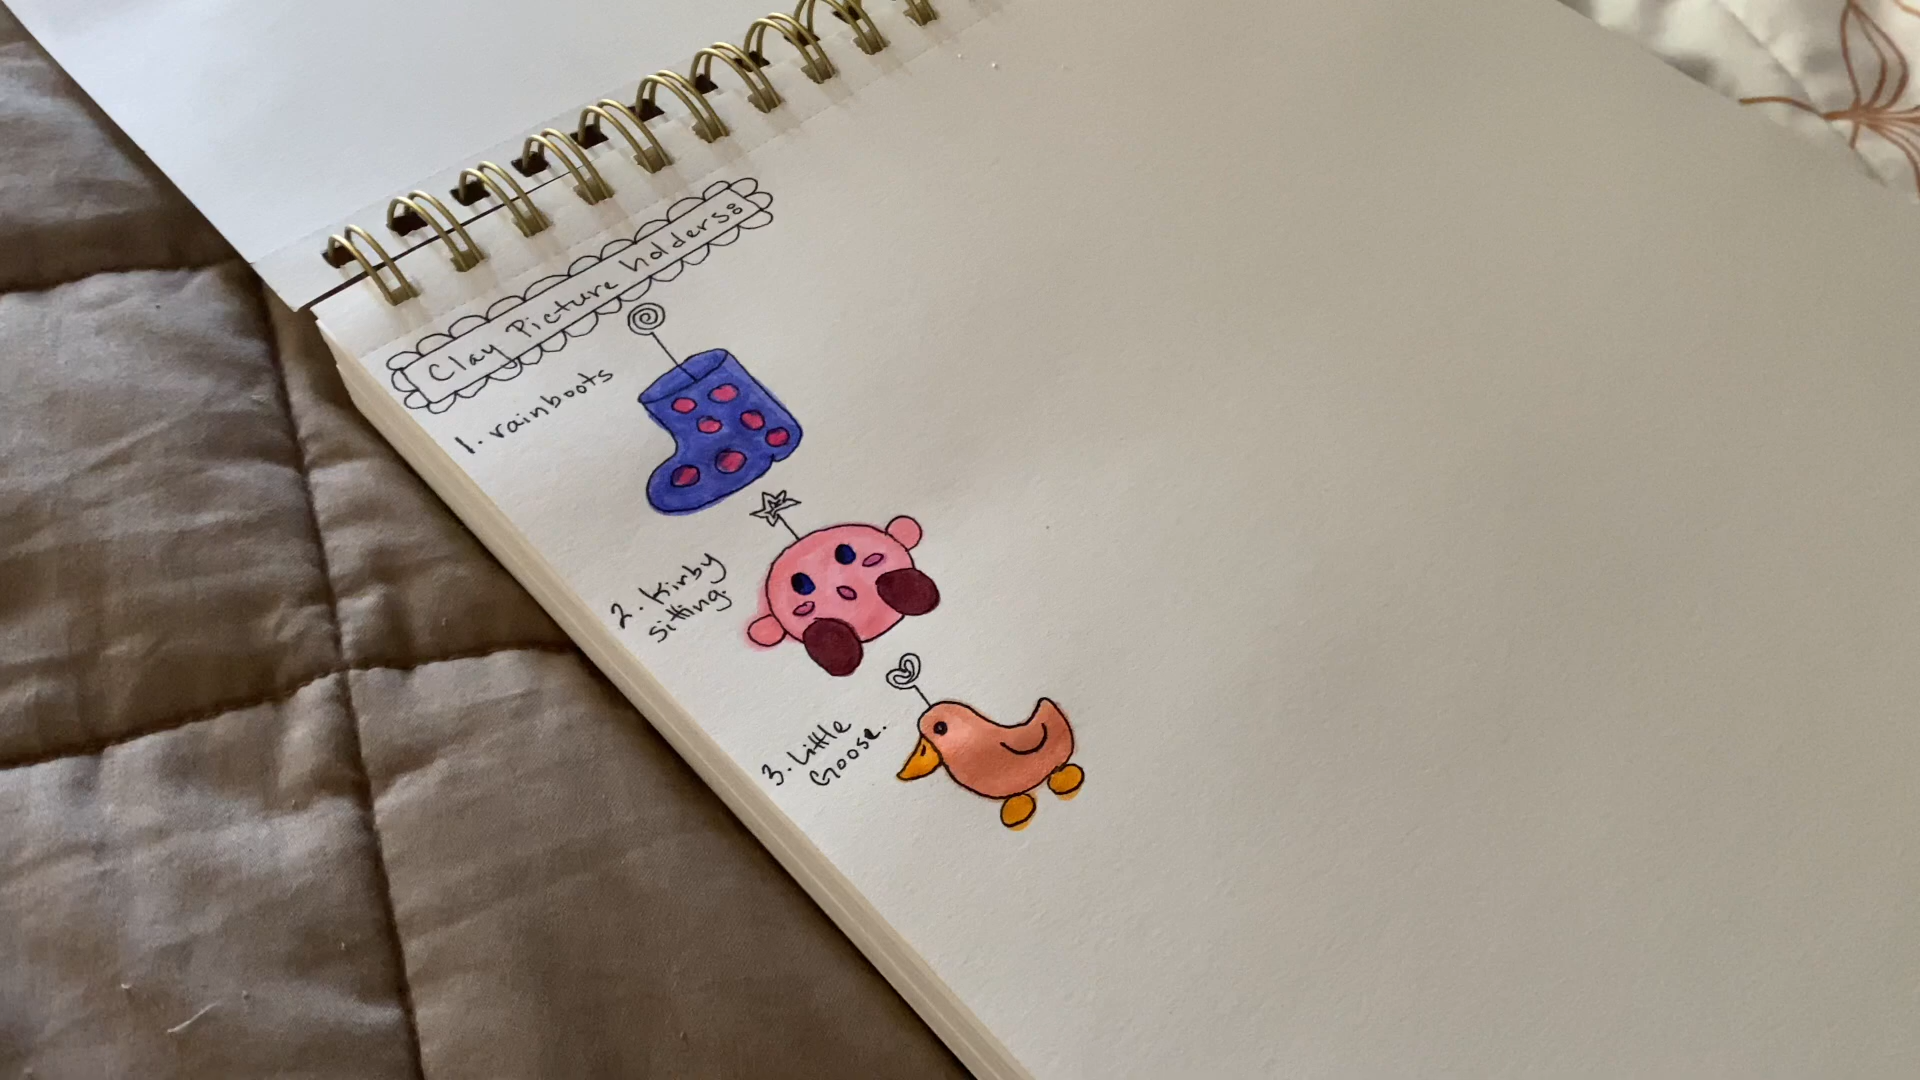 Clay Picture holders:
1. rainboots
2. Kirby
sitting.
3. Little
Goose.